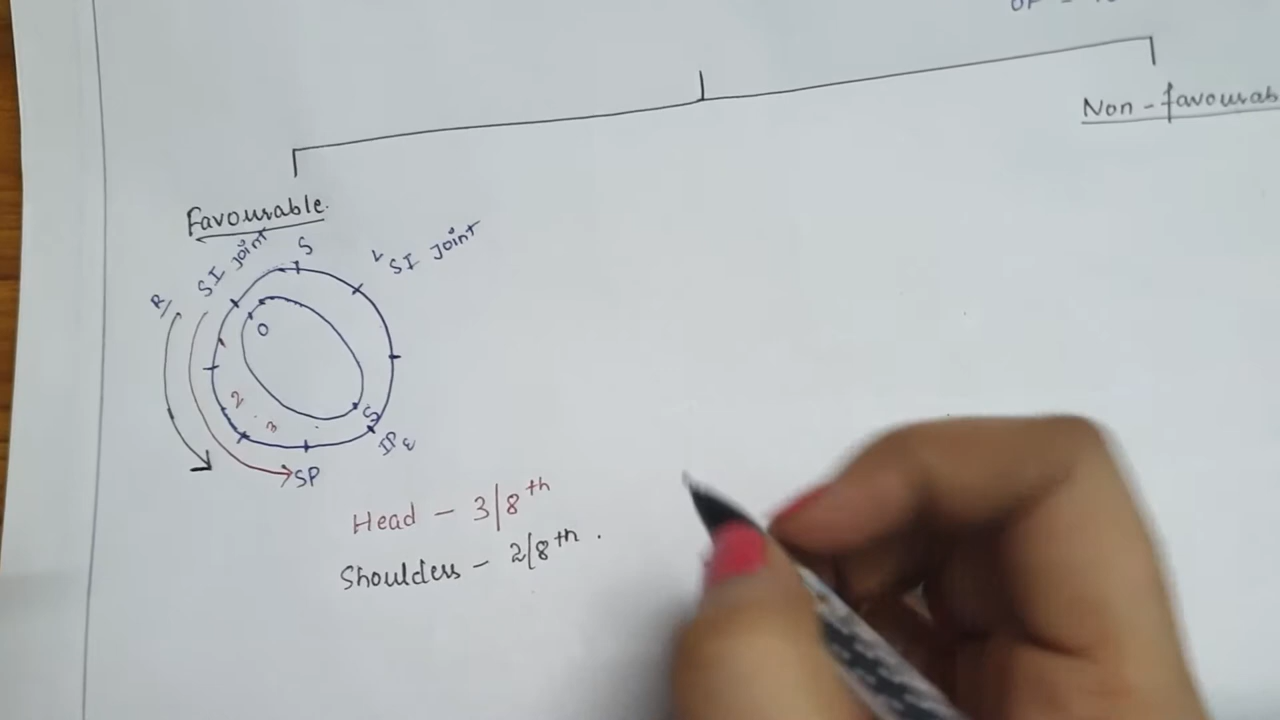 Non-favourab
Favourable.
R
SI joint
S
L
SI joint
O
2
3
S
IPE
SP
Head - 3/8th
Shoulders - 2/8th.